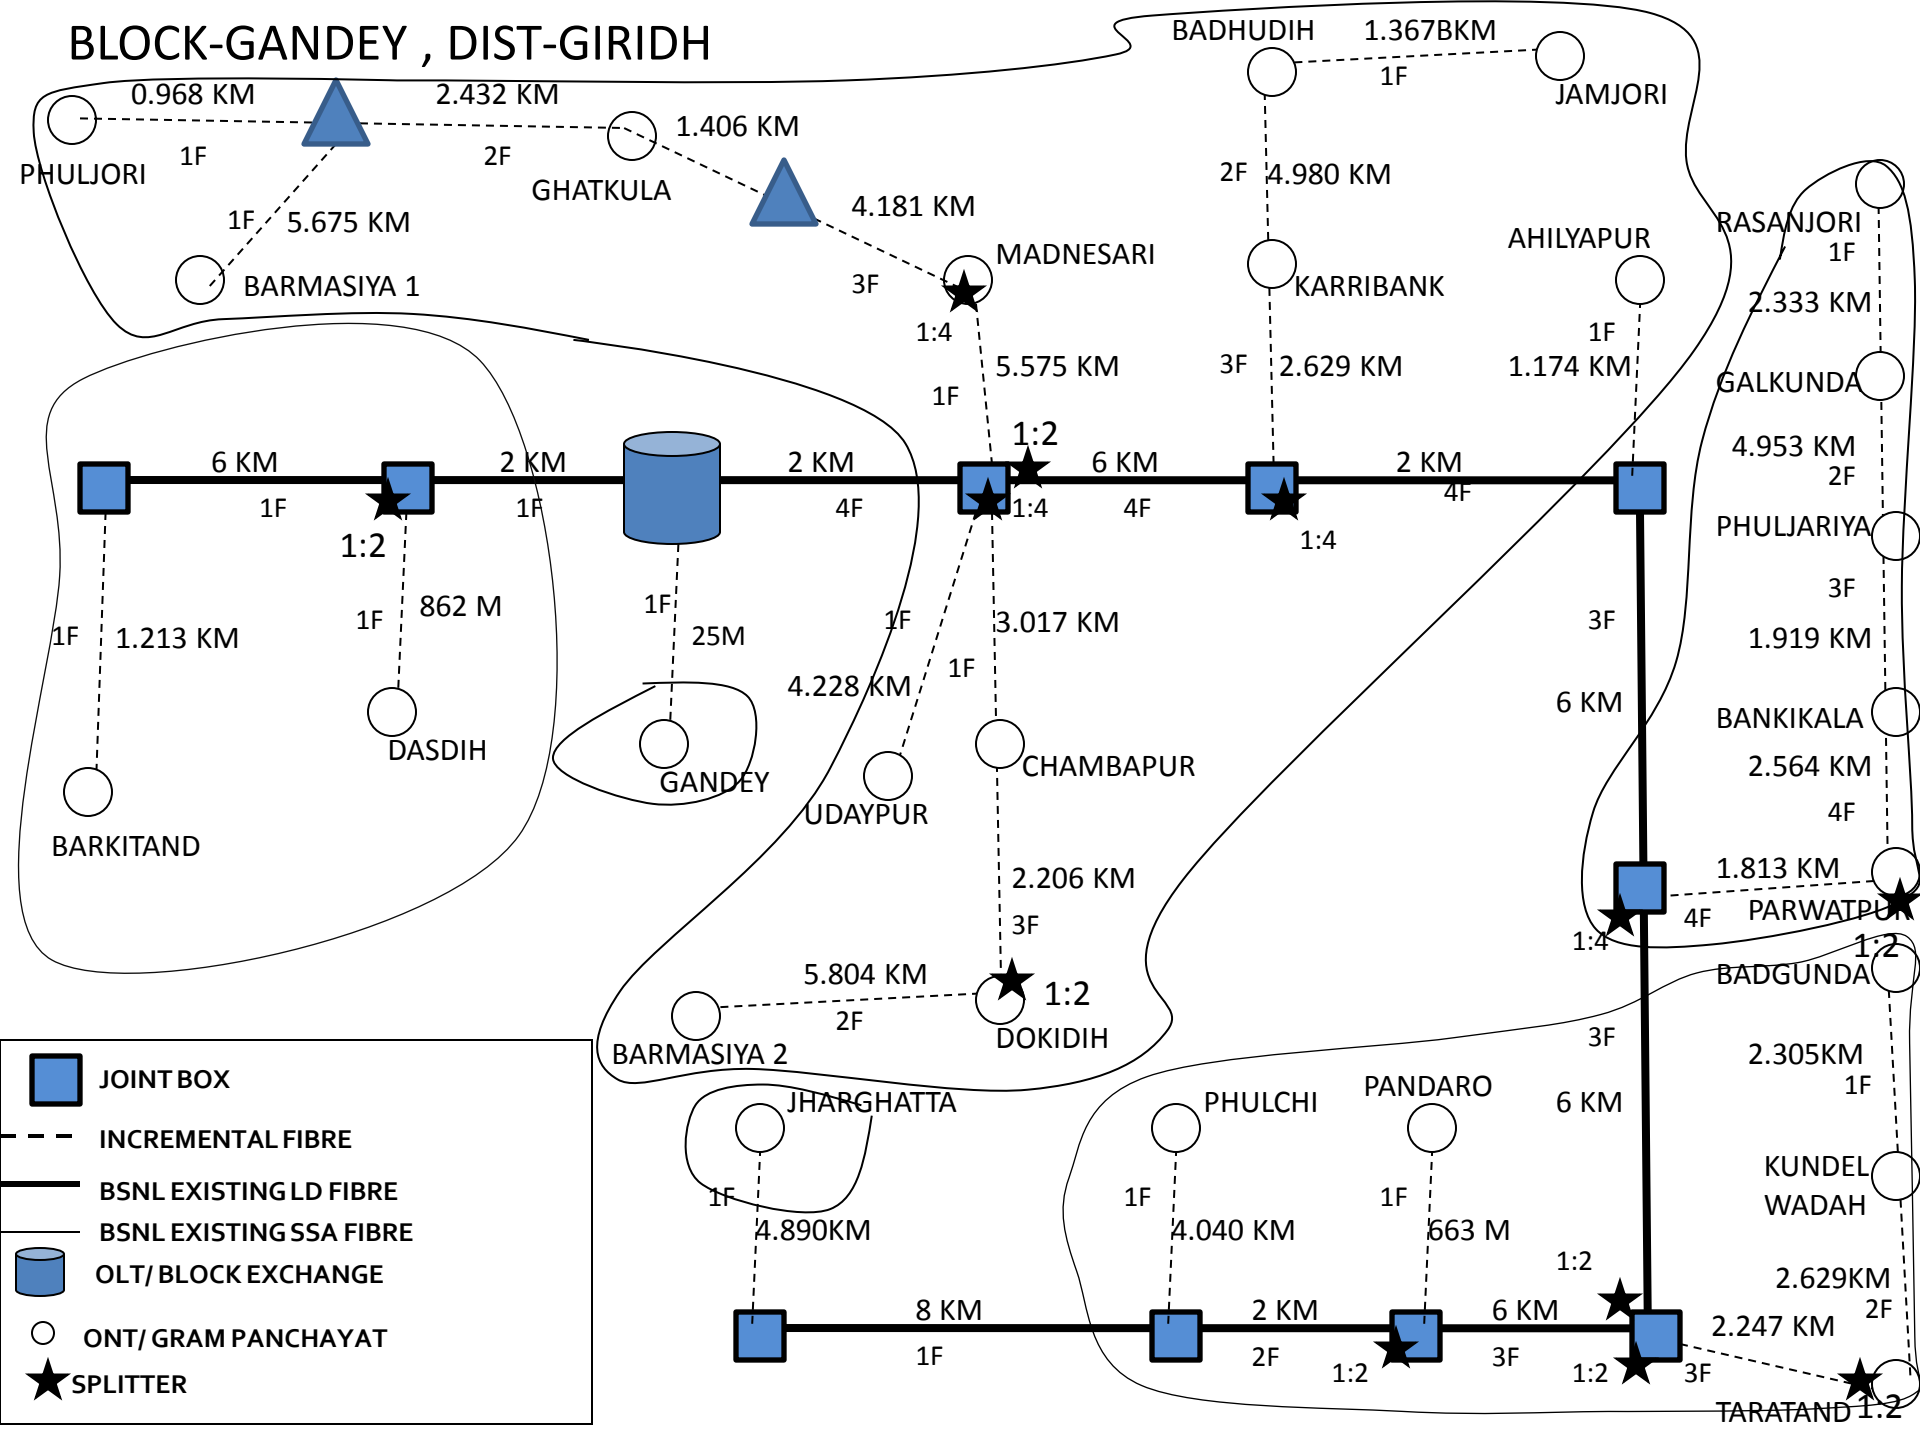 BLOCK-GANDEY , DIST-GIRIDH
BADHUDIH
1.367BKM
1F
JAMJORI
0.968 KM
2.432 KM
1.406 KM
PHULJORI
1F
2F
GHATKULA
1F
5.675 KM
BARMASIYA 1
4.181 KM
3F
MADNESARI
1:4
5.575 KM
1F
2F
4.980 KM
KARRIBANK
3F
2.629 KM
AHILYAPUR
1F
1.174 KM
RASANJORI
1F
2.333 KM
GALKUNDA
4.953 KM
2F
PHULJARIYA
3F
1.919 KM
BANKIKALA
2.564 KM
4F
1.813 KM
4F
PARWATPUR
1:2
6 KM
1F
2 KM
1F
2 KM
4F
1:2
1:4
6 KM
4F
2 KM
4F
1:4
1:2
1F
1.213 KM
1F
862 M
1F
25M
1F
4.228 KM
3.017 KM
1F
BARKITAND
DASDIH
GANDEY
UDAYPUR
CHAMBAPUR
2.206 KM
3F
5.804 KM
2F
1:2
BARMASIYA 2
DOKIDIH
3F
6 KM
1:4
3F
6 KM
BADGUNDA
2.305KM
1F
KUNDEL
WADAH
2.629KM
2F
2.247 KM
3F
TARATAND
1:2
JHARGHATTA
1F
4.890KM
PHULCHI
1F
4.040 KM
PANDARO
1F
663 M
1:2
8 KM
1F
2 KM
2F
1:2
6 KM
3F
1:2
JOINT BOX
INCREMENTAL FIBRE
BSNL EXISTING LD FIBRE
BSNL EXISTING SSA FIBRE
OLT/ BLOCK EXCHANGE
ONT/ GRAM PANCHAYAT
SPLITTER